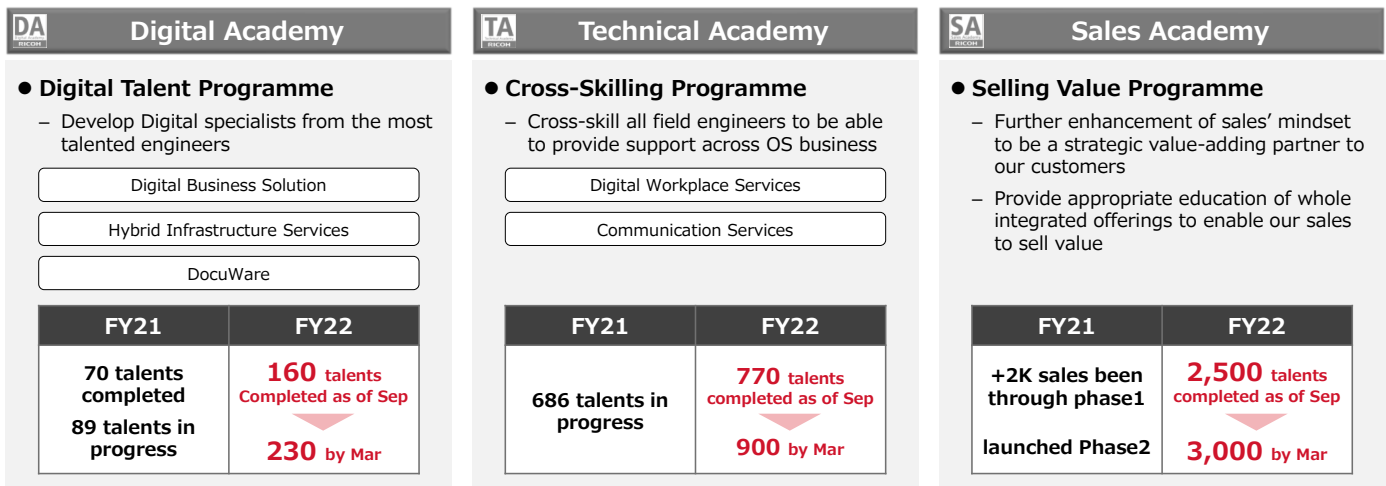 DA
RICOH
Digital Academy
● Digital Talent Programme
– Develop Digital specialists from the most
talented engineers
Digital Business Solution
Hybrid Infrastructure Services
DocuWare
FY21
FY22
70 talents
completed
89 talents in
progress
160 talents
Completed as of Sep
230 by Mar
TA
RICOH
Technical Academy
● Cross-Skilling Programme
– Cross-skill all field engineers to be able
to provide support across OS business
Digital Workplace Services
Communication Services
FY21
FY22
686 talents in
progress
770 talents
completed as of Sep
900 by Mar
SA
RICOH
Sales Academy
● Selling Value Programme
– Further enhancement of sales’ mindset
to be a strategic value-adding partner to
our customers
– Provide appropriate education of whole
integrated offerings to enable our sales
to sell value
FY21
FY22
+2K sales been
through phase1
launched Phase2
2,500 talents
completed as of Sep
3,000 by Mar